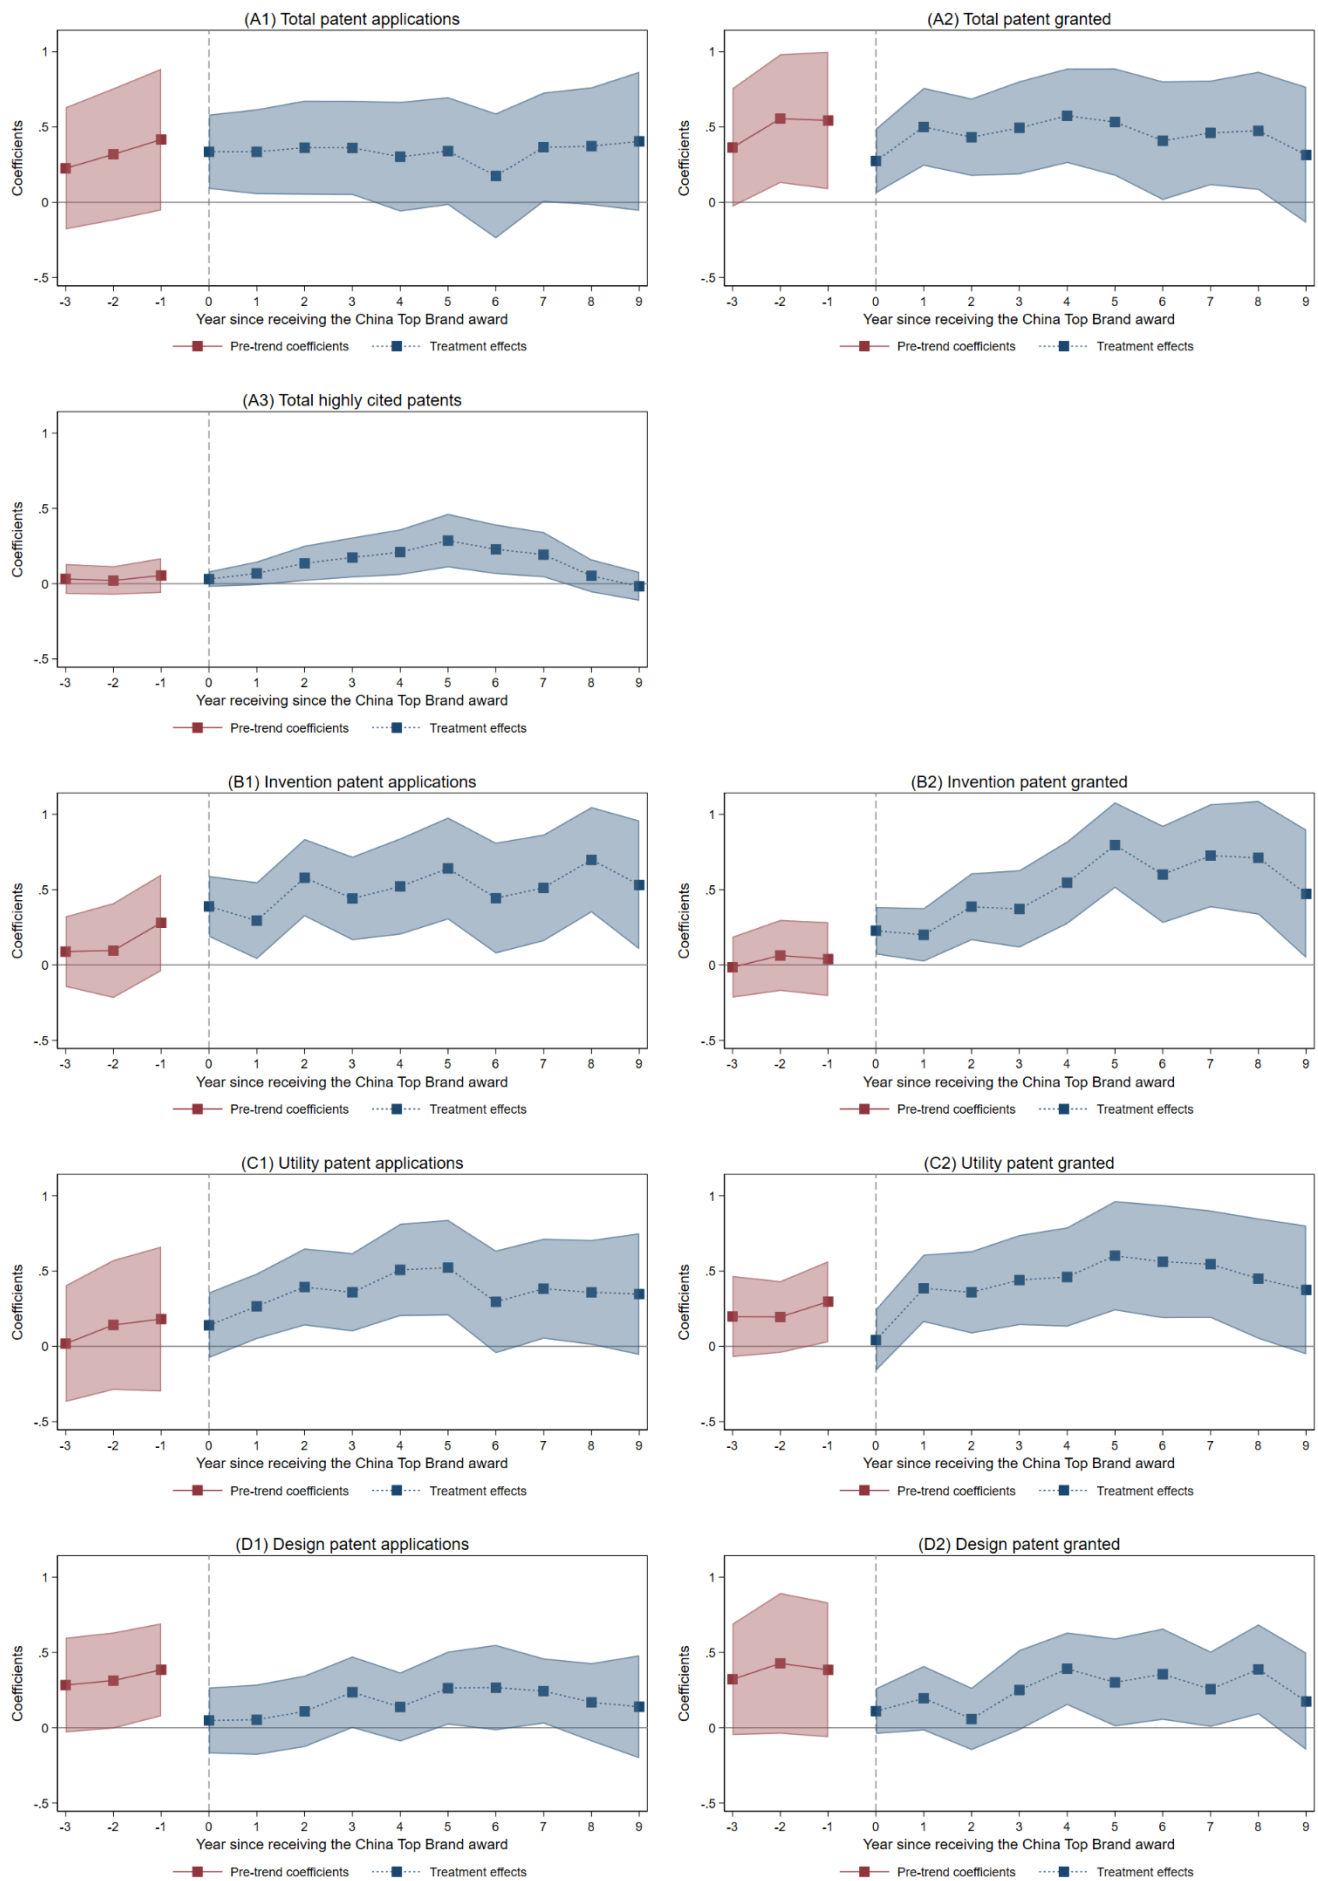 (A1) Total patent applications
1
.5
0
-.5
Coefficients
-3 -2 -1 0 1 2 3 4 5 6 7 8 9
Year since receiving the China Top Brand award
Pre-trend coefficients Treatment effects
(A2) Total patent granted
1
.5
0
-.5
Coefficients
-3 -2 -1 0 1 2 3 4 5 6 7 8 9
Year since receiving the China Top Brand award
Pre-trend coefficients Treatment effects
(A3) Total highly cited patents
1
.5
0
-.5
Coefficients
-3 -2 -1 0 1 2 3 4 5 6 7 8 9
Year receiving since the China Top Brand award
Pre-trend coefficients Treatment effects
(B1) Invention patent applications
1
.5
0
-.5
Coefficients
-3 -2 -1 0 1 2 3 4 5 6 7 8 9
Year since receiving the China Top Brand award
Pre-trend coefficients Treatment effects
(B2) Invention patent granted
1
.5
0
-.5
Coefficients
-3 -2 -1 0 1 2 3 4 5 6 7 8 9
Year since receiving the China Top Brand award
Pre-trend coefficients Treatment effects
(C1) Utility patent applications
1
.5
0
-.5
Coefficients
-3 -2 -1 0 1 2 3 4 5 6 7 8 9
Year since receiving the China Top Brand award
Pre-trend coefficients Treatment effects
(C2) Utility patent granted
1
.5
0
-.5
Coefficients
-3 -2 -1 0 1 2 3 4 5 6 7 8 9
Year since receiving the China Top Brand award
Pre-trend coefficients Treatment effects
(D1) Design patent applications
1
.5
0
-.5
Coefficients
-3 -2 -1 0 1 2 3 4 5 6 7 8 9
Year since receiving the China Top Brand award
Pre-trend coefficients Treatment effects
(D2) Design patent granted
1
.5
0
-.5
Coefficients
-3 -2 -1 0 1 2 3 4 5 6 7 8 9
Year since receiving the China Top Brand award
Pre-trend coefficients Treatment effects